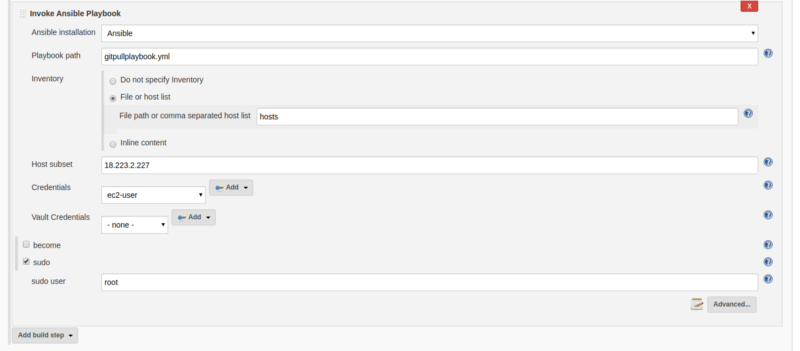 Invoke Ansible Playbook
X
Ansible installation Ansible
Playbook path gitpullplaybook.yml
Inventory Do not specify Inventory
File or host list
File path or comma separated host list hosts
Inline content
Host subset 18.223.2.227
Credentials ec2-user Add
Vault Credentials - none - Add
become
sudo
sudo user root
Advanced...
Add build step